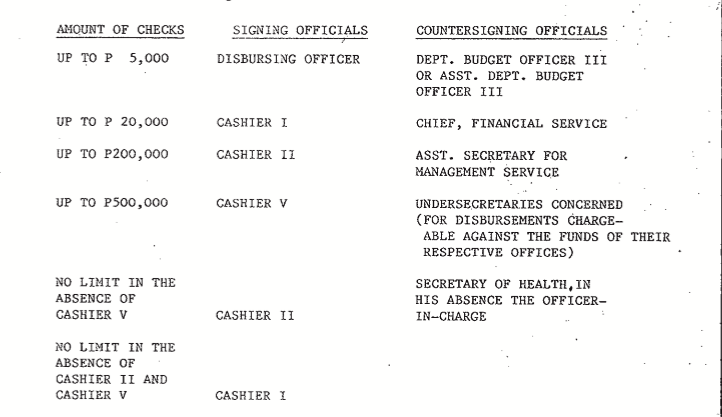 AMOUNT OF CHECKS SIGNING OFFICIALS COUNTERSIGNING OFFICIALS
UP TO P 5,000 DISBURSING OFFICER DEPT. BUDGET OFFICER III
OR ASST. DEPT. BUDGET
OFFICER III
UP TO P 20,000 CASHIER I CHIEF, FINANCIAL SERVICE
UP TO P200,000 CASHIER II ASST. SECRETARY FOR
MANAGEMENT SERVICE
UP TO P500,000 CASHIER V UNDERSECRETARIES CONCERNED
(FOR DISBURSEMENTS CHARGE-
ABLE AGAINST THE FUNDS OF THEIR
RESPECTIVE OFFICES)
NO LIMIT IN THE SECRETARY OF HEALTH, IN
ABSENCE OF HIS ABSENCE THE OFFICER-
CASHIER V CASHIER II IN-CHARGE
NO LIMIT IN THE
ABSENCE OF
CASHIER II AND
CASHIER V CASHIER I